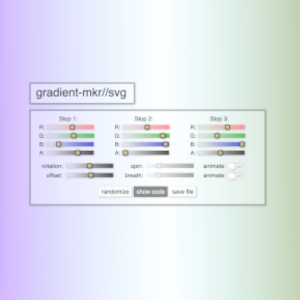 gradient-mkr//svg
Stop 1: Stop 2: Stop 3:
R: R: R:
G: G: G:
B: B: B:
A: A: A:
rotation: spin: animate:
offset: breath: animate:
randomize show code save file